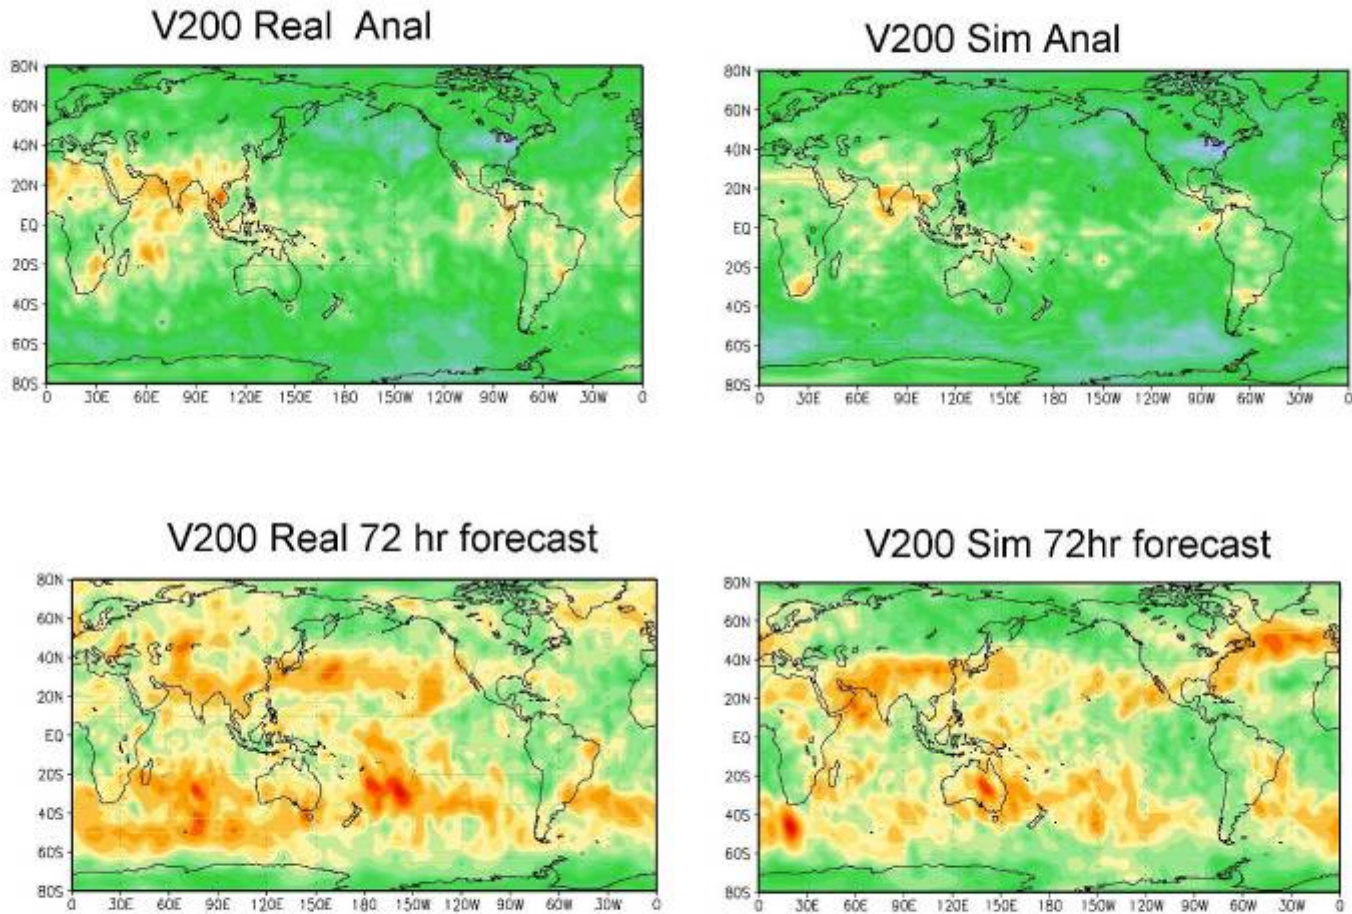 V200 Real Anal
80N
60N
40N
20N
EQ
20S
40S
60S
80S
0 30E 60E 90E 120E 150E 180 150W 120W 90W 60W 30W 0
V200 Sim Anal
80N
60N
40N
20N
EQ
20S
40S
60S
80S
0 30E 60E 90E 120E 150E 180 150W 120W 90W 60W 30W 0
V200 Real 72 hr forecast
80N
60N
40N
20N
EQ
20S
40S
60S
80S
0 30E 60E 90E 120E 150E 180 150W 120W 90W 60W 30W 0
V200 Sim 72hr forecast
80N
60N
40N
20N
EQ
20S
40S
60S
80S
0 30E 60E 90E 120E 150E 180 150W 120W 90W 60W 30W 0